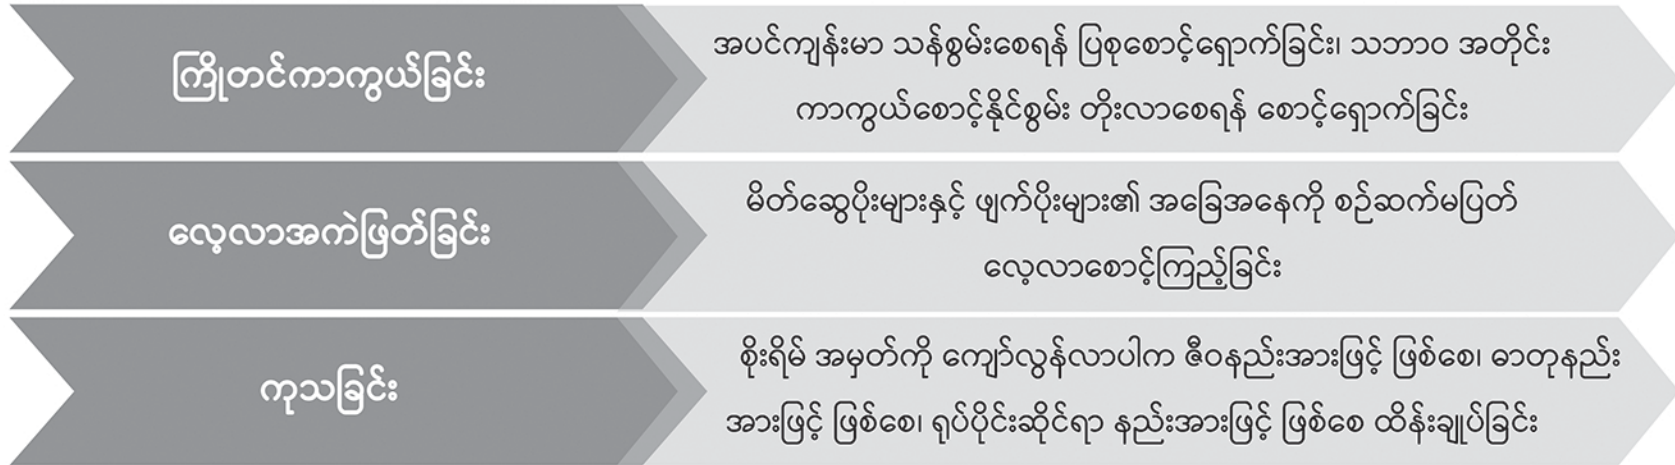 ကြိုတင်ကာကွယ်ခြင်း
အပင်ကျန်းမာ သန်စွမ်းစေရန် ပြုစုစောင့်ရှောက်ခြင်း၊ သဘာဝ အတိုင်း
ကာကွယ်စောင့်နိုင်စွမ်း တိုးလာစေရန် စောင့်ရှောက်ခြင်း
လေ့လာအကဲဖြတ်ခြင်း
မိတ်ဆွေပိုးများနှင့် ဖျက်ပိုးများ၏ အခြေအနေကို စဉ်ဆက်မပြတ်
လေ့လာစောင့်ကြည့်ခြင်း
ကုသခြင်း
စိုးရိမ် အမှတ်ကို ကျော်လွန်လာပါက ဇီဝနည်းအားဖြင့် ဖြစ်စေ၊ ဓာတုနည်း
အားဖြင့် ဖြစ်စေ၊ ရုပ်ပိုင်းဆိုင်ရာ နည်းအားဖြင့် ဖြစ်စေ ထိန်းချုပ်ခြင်း